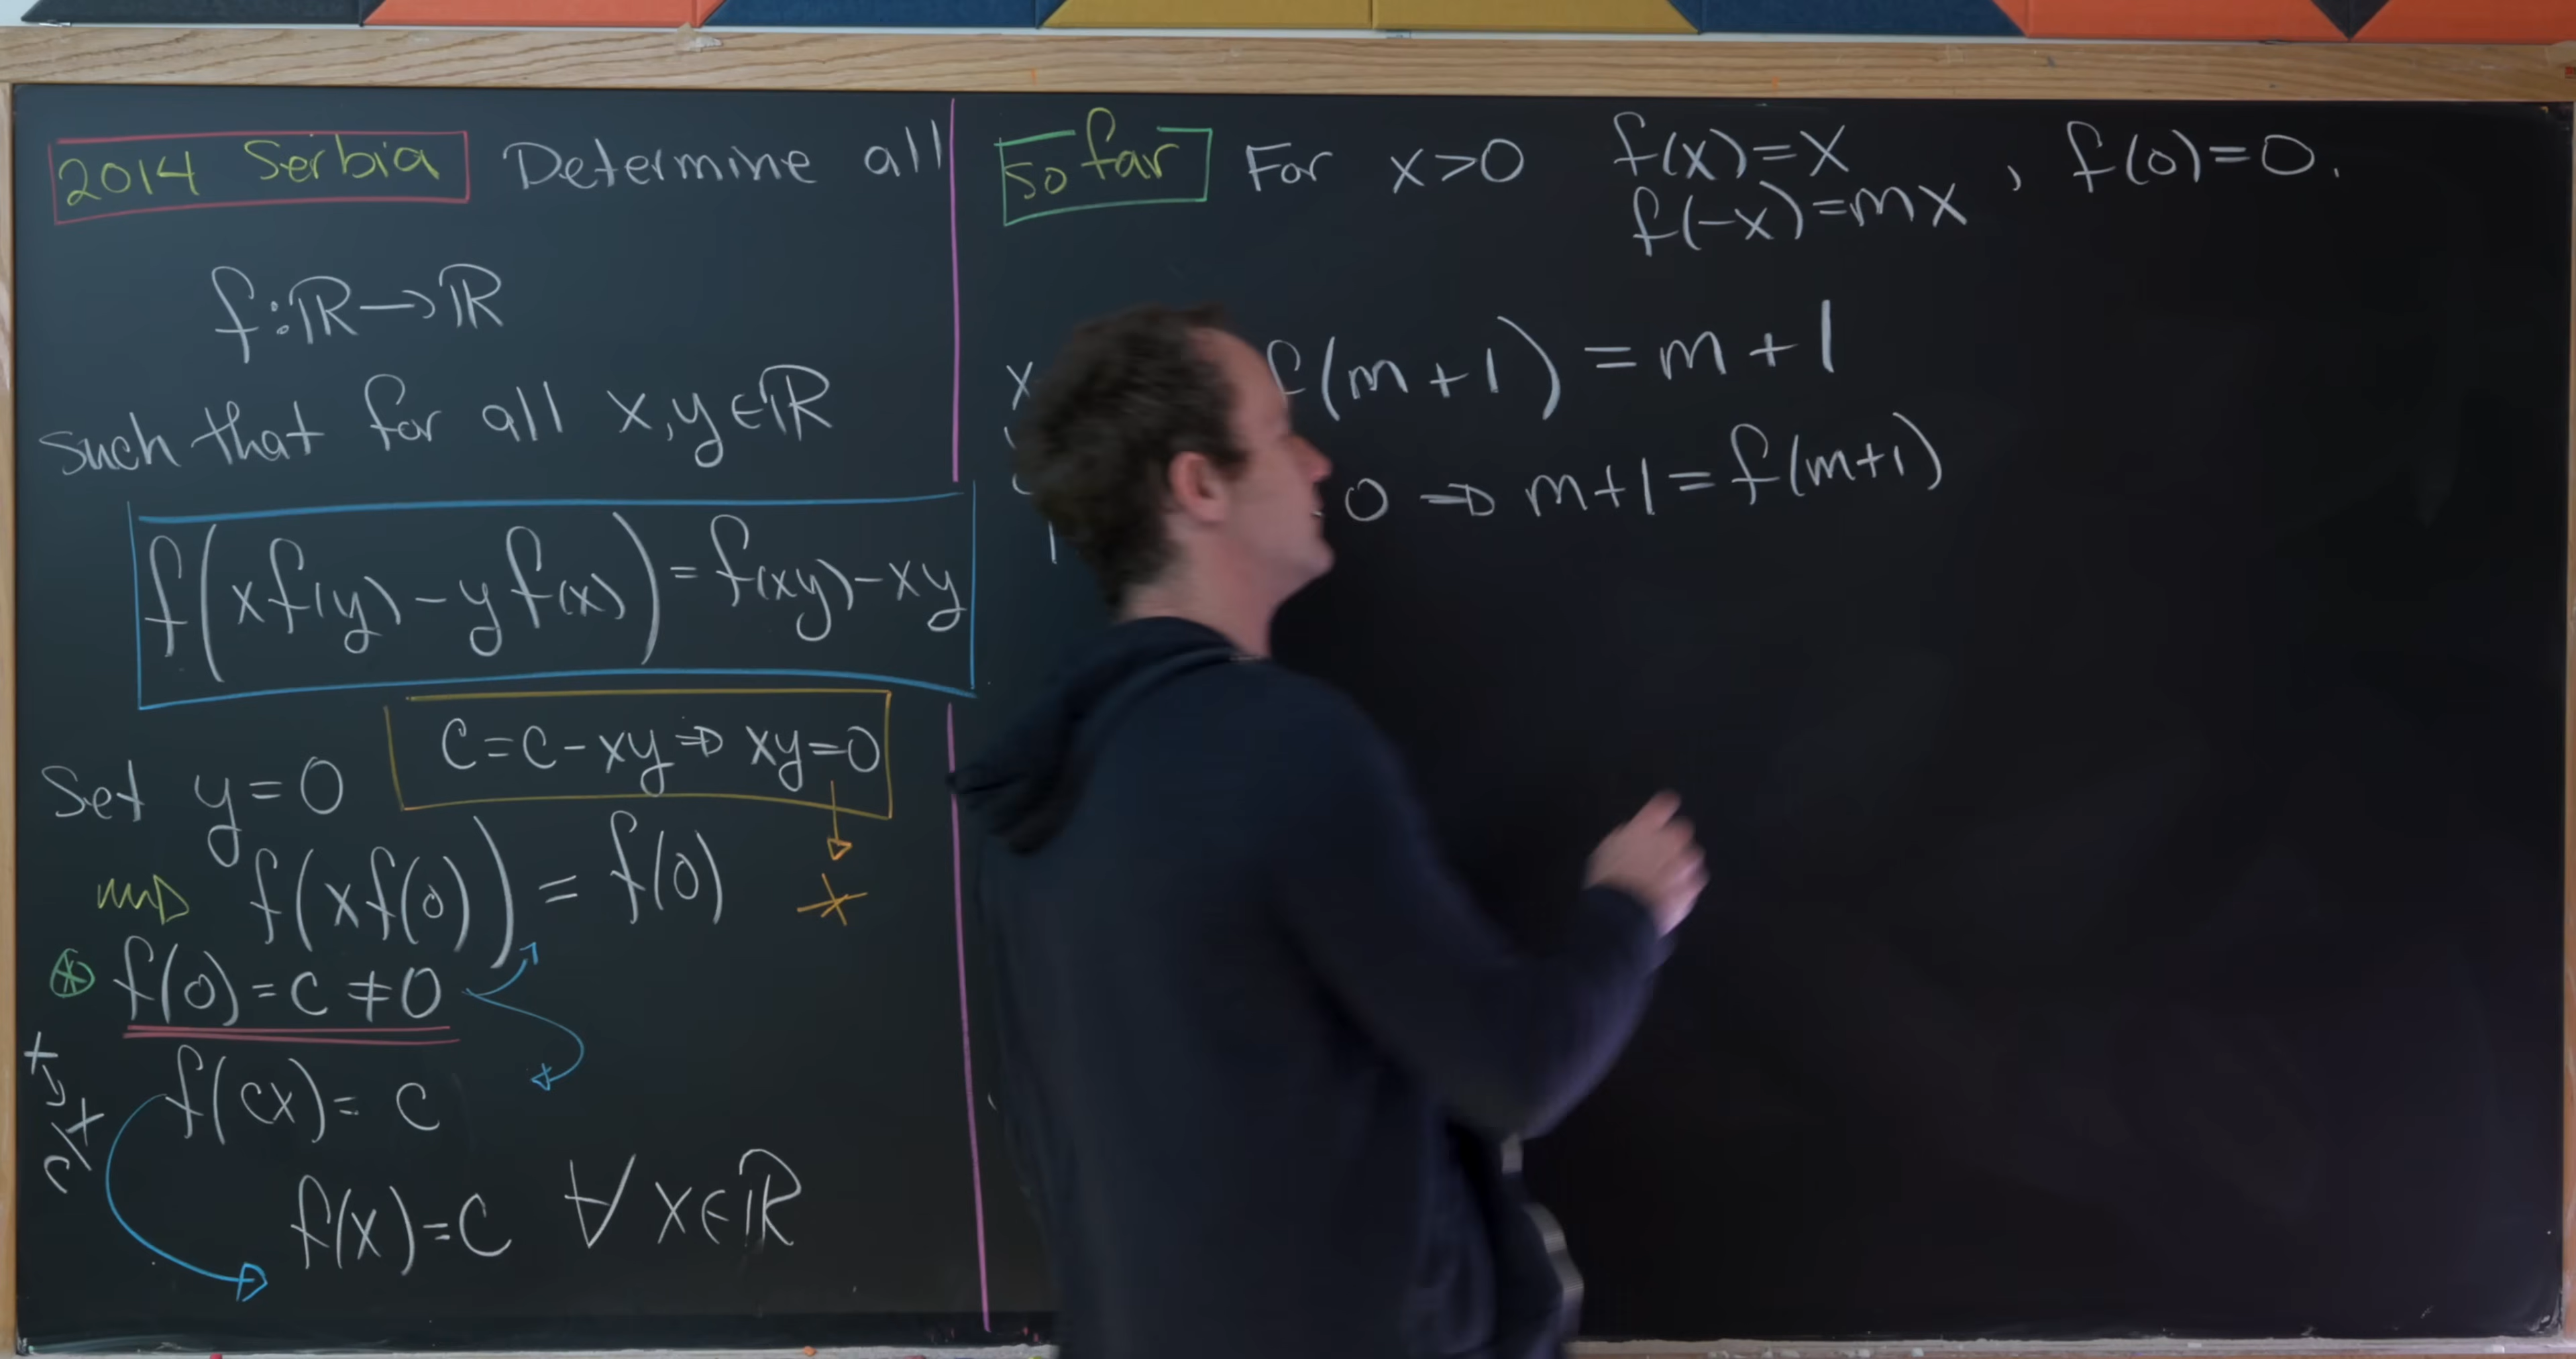 2014 Serbia Determine all
f:ℝ→ℝ
such that for all x,y∈ℝ
f(xf(y)-yf(x))=f(xy)-xy
c=c-xy⇒xy=0
Set y=0
f(xf(0))=f(0)
⊛ f(0)=c≠0
f(cx)=c
f(x)=c ∀ x∈ℝ
so far For x>0 f(x)=x , f(0)=0.
f(-x)=mx
x f(m+1)=m+1
0 ⇒ m+1=f(m+1)